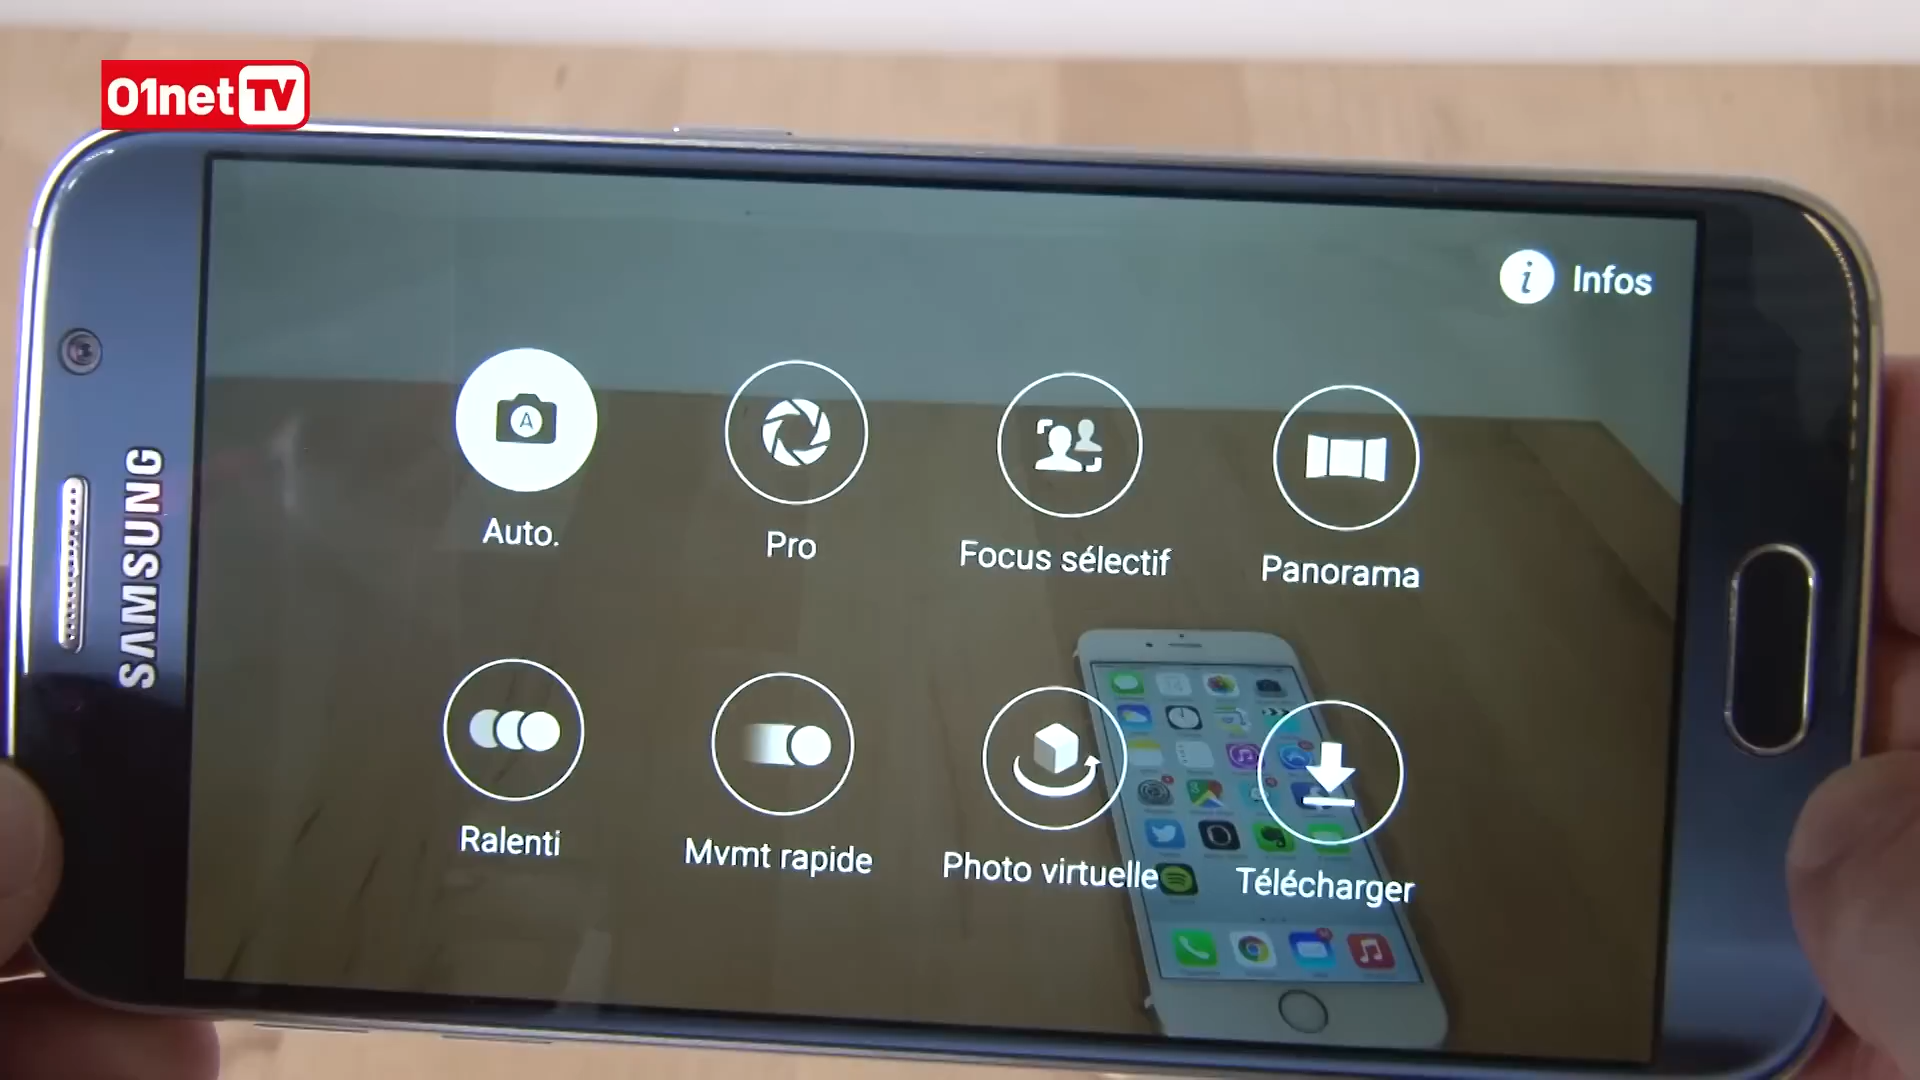 01net TV
SAMSUNG
Infos
A
Auto.
Pro
Focus sélectif
Panorama
Ralenti
Mvmt rapide
Photo virtuelle
Télécharger